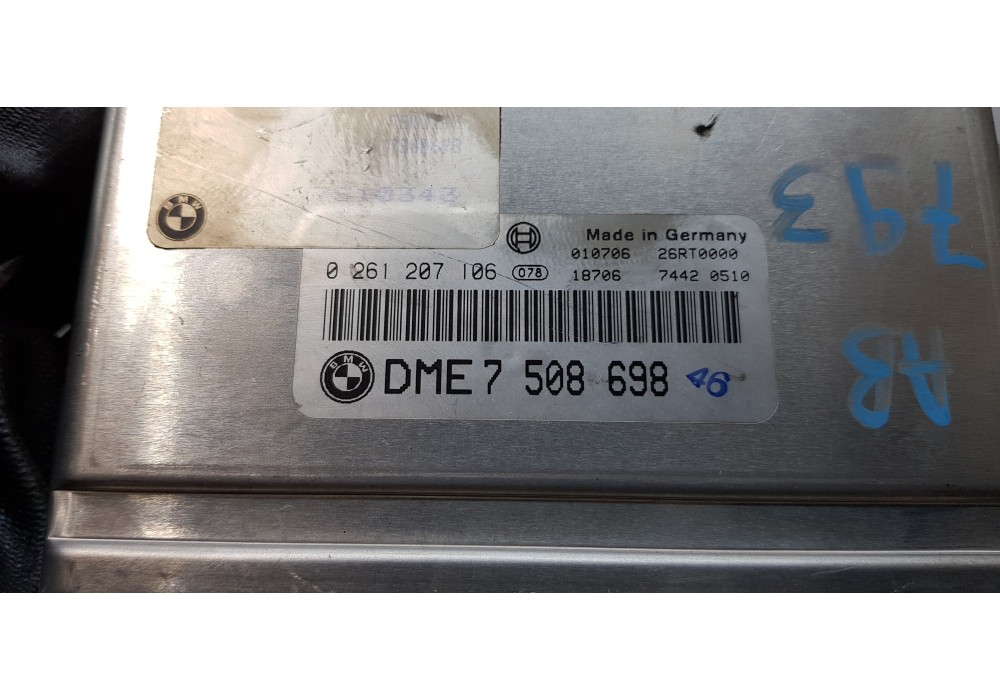 BMW
Made in Germany
010706 26RT0000
0 261 207 106 078 18706 7442 0510
BMW DME 7 508 698 46
793
AB